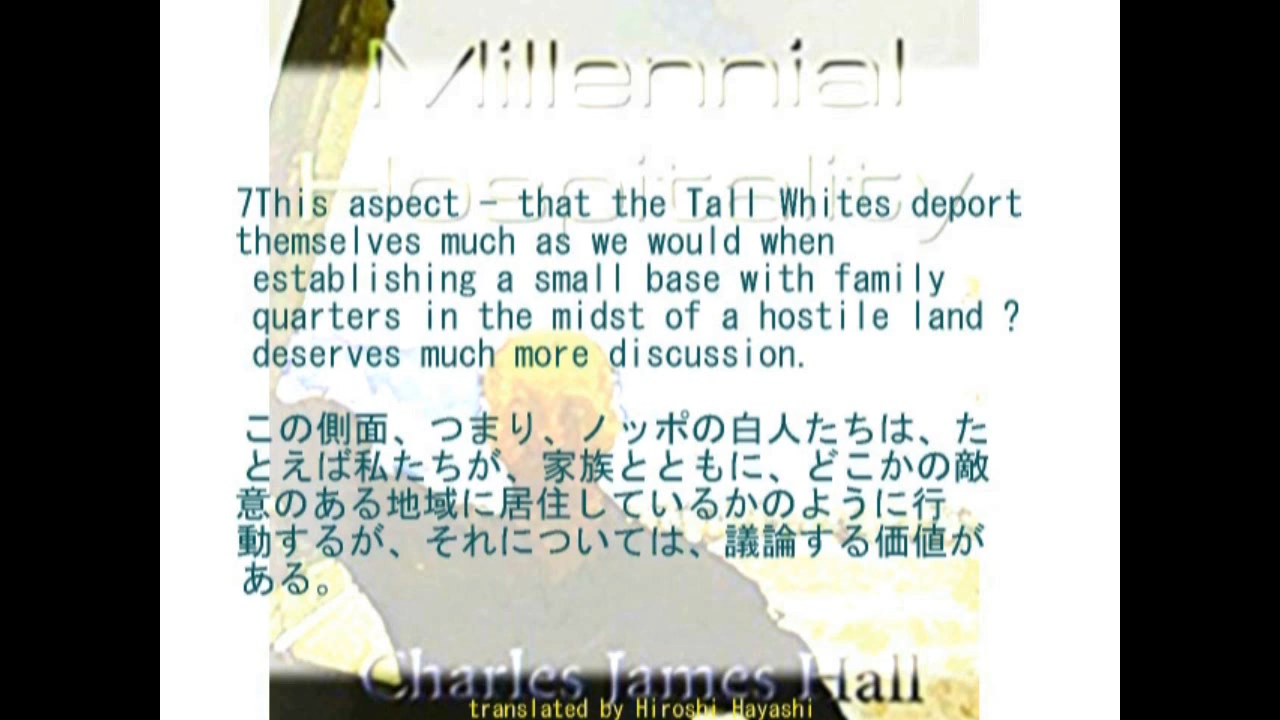 Millennial
Hospitality
7This aspect – that the Tall Whites deport
themselves much as we would when
establishing a small base with family
quarters in the midst of a hostile land ?
deserves much more discussion.
この側面、つまり、ノッポの白人たちは、た
とえば私たちが、家族とともに、どこかの敵
意のある地域に居住しているかのように行
動するが、それについては、議論する価値が
ある。
Charles James Hall
translated by Hiroshi Hayashi